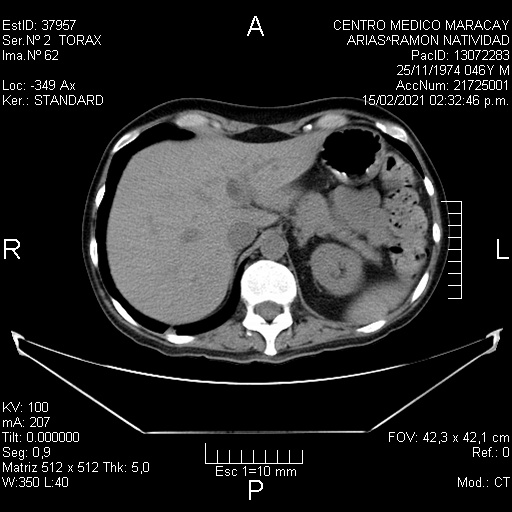 EstID: 37957
Ser.Nº 2 TORAX
Ima.Nº 62
Loc: -349 Ax
Ker.: STANDARD
A
CENTRO MEDICO MARACAY
ARIAS^RAMON NATIVIDAD
PacID: 13072283
25/11/1974 046Y M
AccNum: 21725001
15/02/2021 02:32:46 p.m.
R
L
KV: 100
mA: 207
Tilt: 0.000000
Seg: 0,9
Matriz 512 x 512 Thk: 5,0
W:350 L:40
Esc 1=10 mm
P
FOV: 42,3 x 42,1 cm
Ref.: 0
Mod.: CT